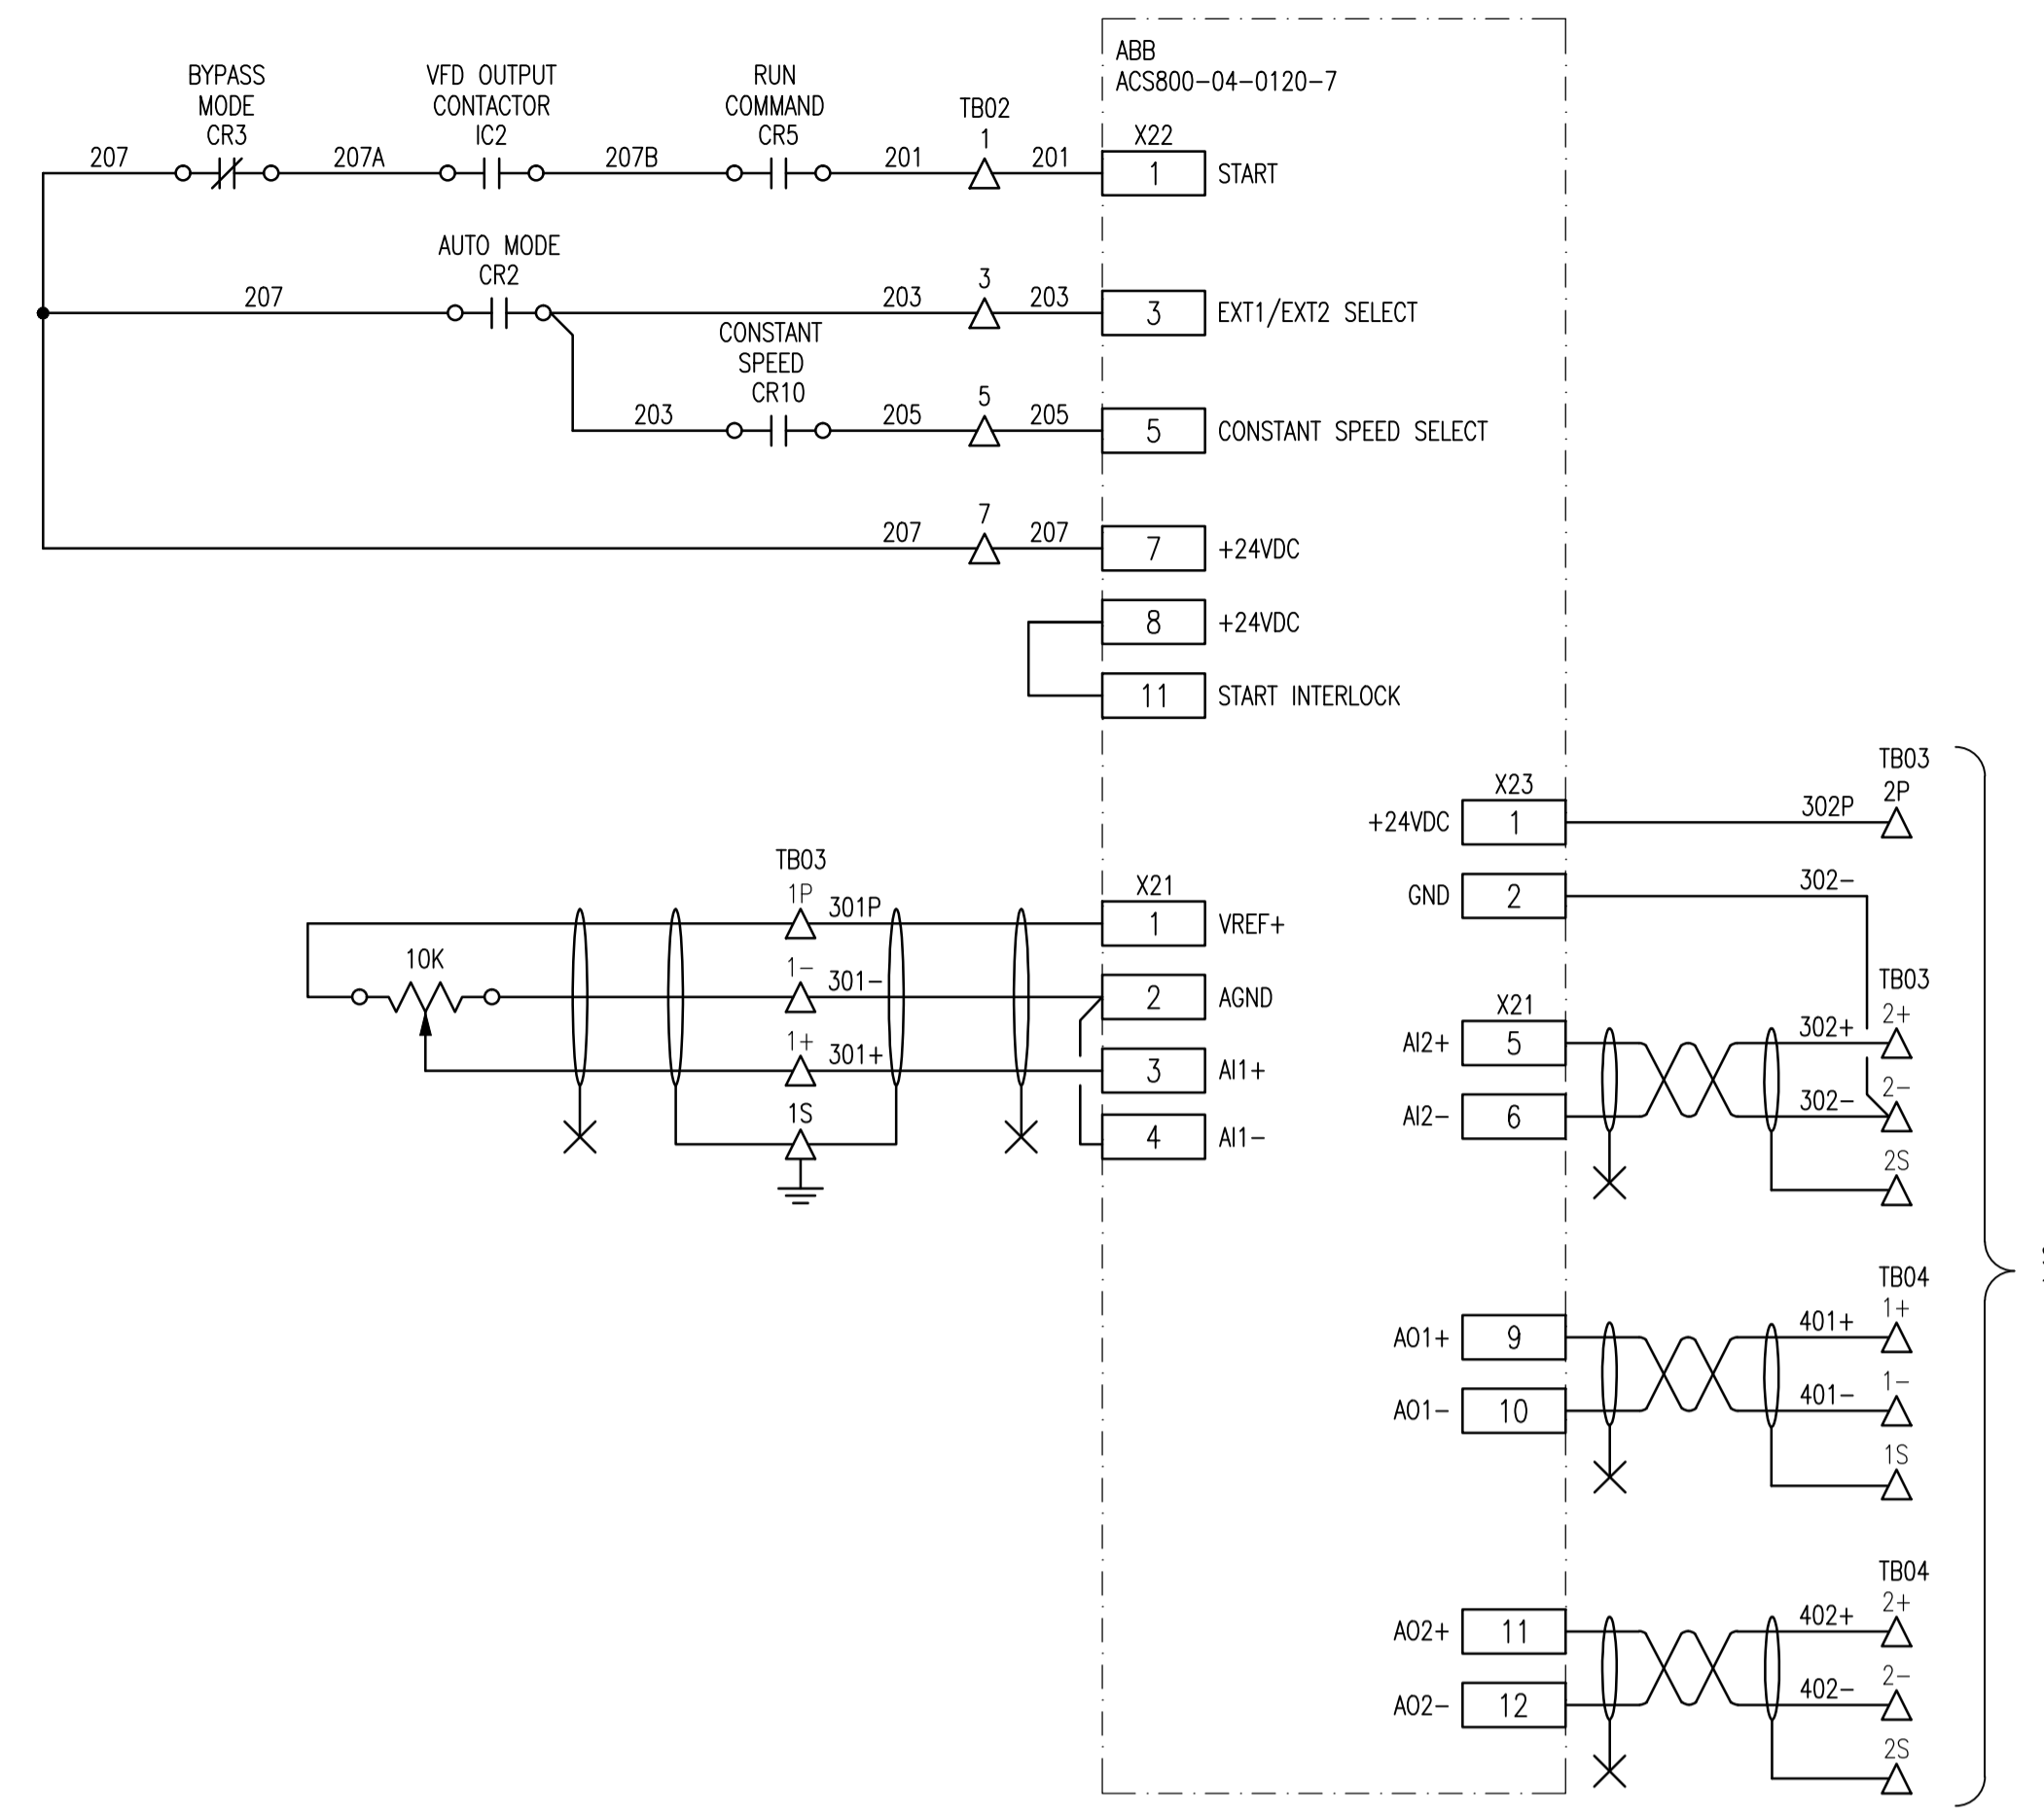 ABB
ACS800-04-0120-7
BYPASS
MODE
CR3
VFD OUTPUT
CONTACTOR
IC2
RUN
COMMAND
CR5
TB02
1
X22
207
207A
207B
201
201
1
START
AUTO MODE
CR2
3
207
203
203
3
EXT1/EXT2 SELECT
CONSTANT
SPEED
CR10
5
203
205
205
5
CONSTANT SPEED SELECT
7
207
207
7
+24VDC
8
+24VDC
11
START INTERLOCK
TB03
1P
301P
X21
1
VREF+
10K
1-
301-
2
AGND
1+
301+
3
AI1+
1S
4
AI1-
X23
+24VDC
1
302P
TB03
2P
GND
2
302-
X21
AI2+
5
302+
TB03
2+
AI2-
6
302-
2-
2S
AO1+
9
401+
TB04
1+
AO1-
10
401-
1-
1S
AO2+
11
402+
TB04
2+
AO2-
12
402-
2-
2S